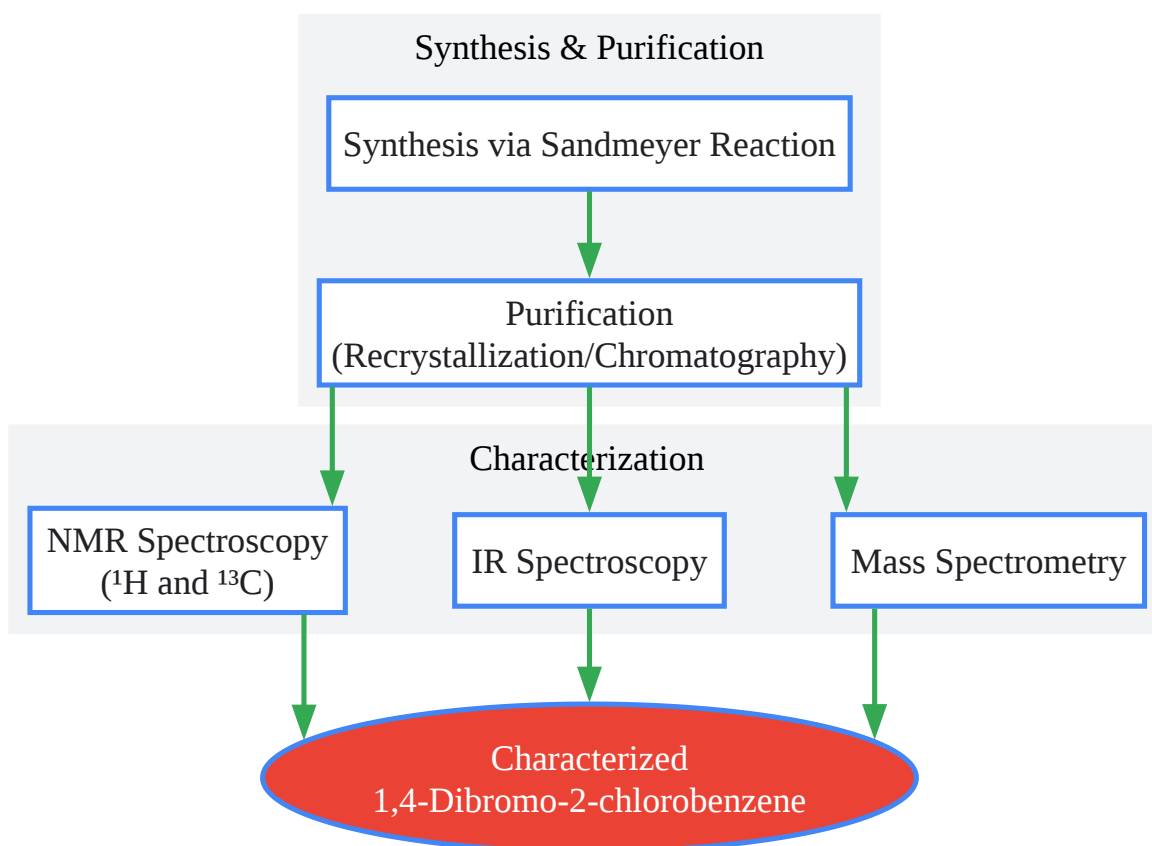 Synthesis & Purification
Synthesis via Sandmeyer Reaction
Purification
(Recrystallization/Chromatography)
Characterization
NMR Spectroscopy
(¹H and ¹³C)
IR Spectroscopy
Mass Spectrometry
Characterized
1,4-Dibromo-2-chlorobenzene